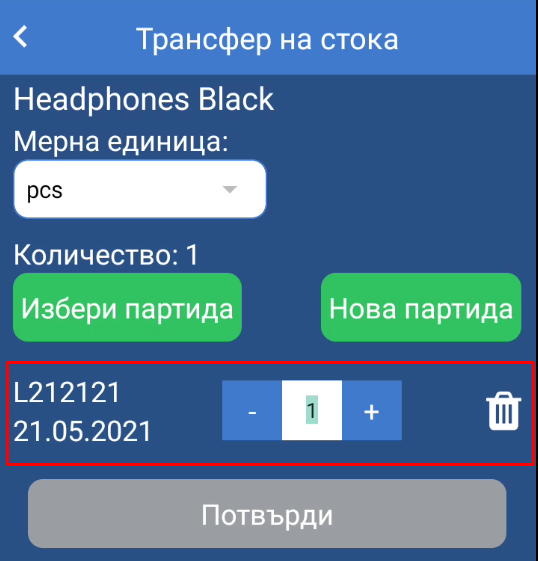 Трансфер на стока
Headphones Black
Мерна единица:
pcs
Количество: 1
Избери партида
Нова партида
L212121
21.05.2021
- 1 +
Потвърди